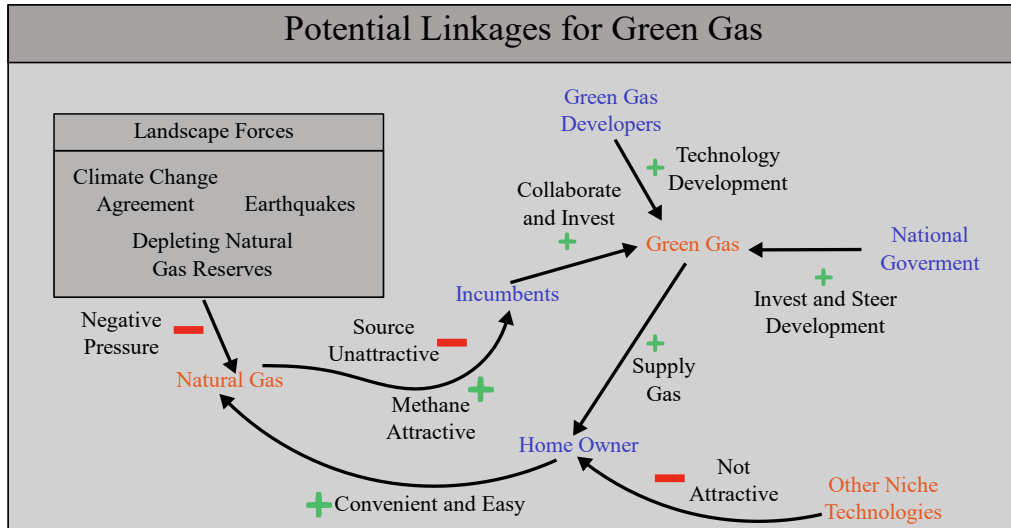 Potential Linkages for Green Gas
Landscape Forces
Climate Change
Agreement
Earthquakes
Depleting Natural
Gas Reserves
Negative
Pressure
Natural Gas
Source
Unattractive
Methane
Attractive
Incumbents
Collaborate
and Invest
Green Gas
Developers
Technology
Development
Green Gas
National
Goverment
Invest and Steer
Development
Supply
Gas
Home Owner
Convenient and Easy
Not
Attractive
Other Niche
Technologies